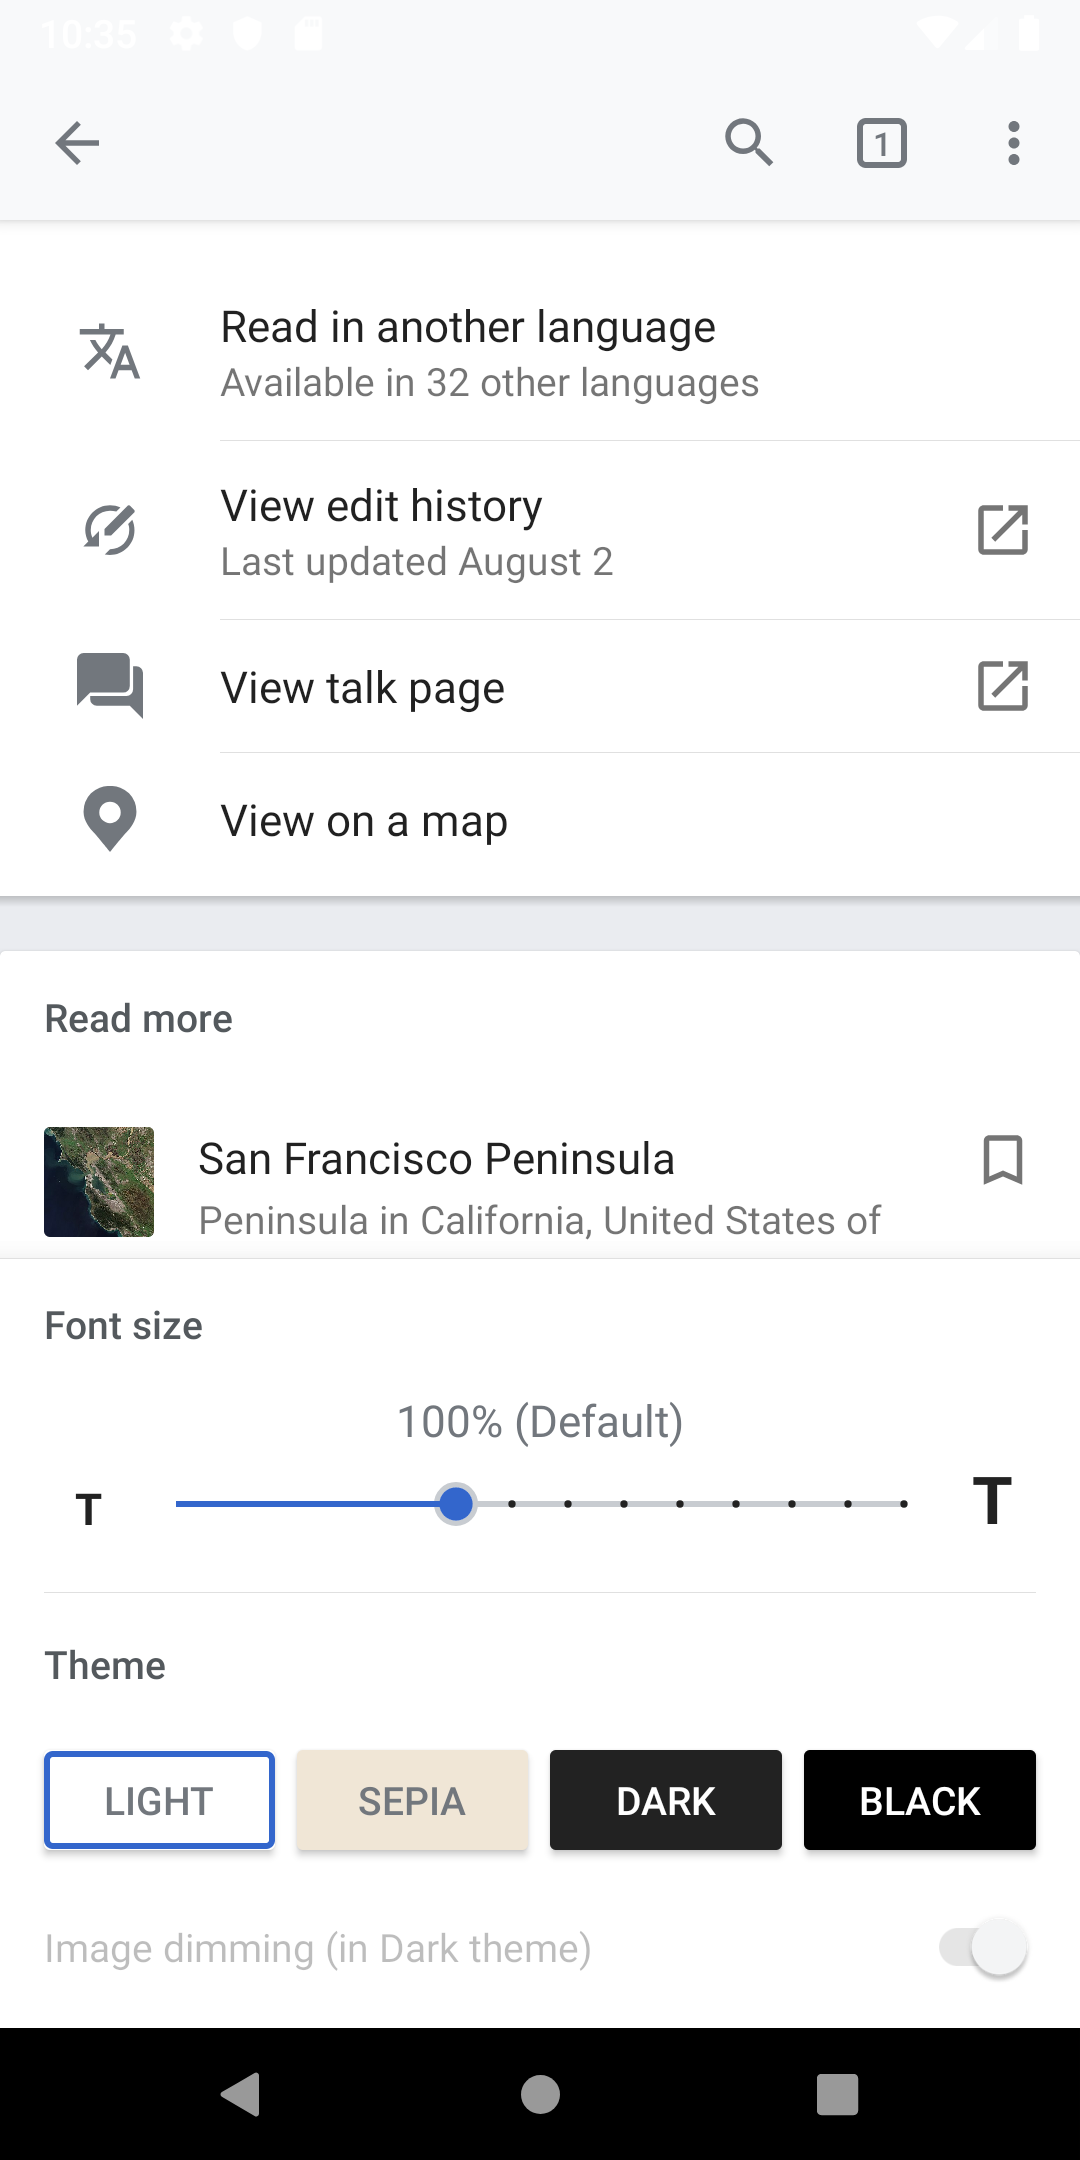 10:35
1
Read in another language
Available in 32 other languages
View edit history
Last updated August 2
View talk page
View on a map
Read more
San Francisco Peninsula
Peninsula in California, United States of
Font size
100% (Default)
T T
Theme
LIGHT SEPIA DARK BLACK
Image dimming (in Dark theme)